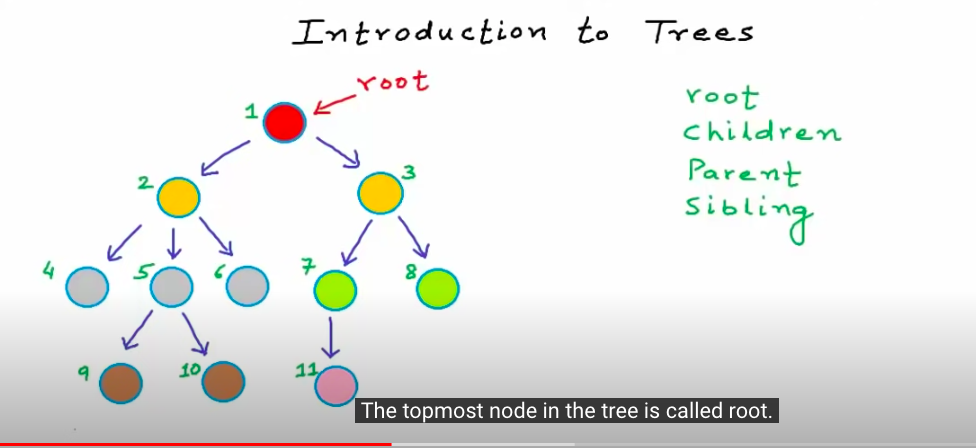 Introduction to Trees
root
1
root
children
Parent
Sibling
2
3
4
5
6
7
8
9
10
11
The topmost node in the tree is called root.